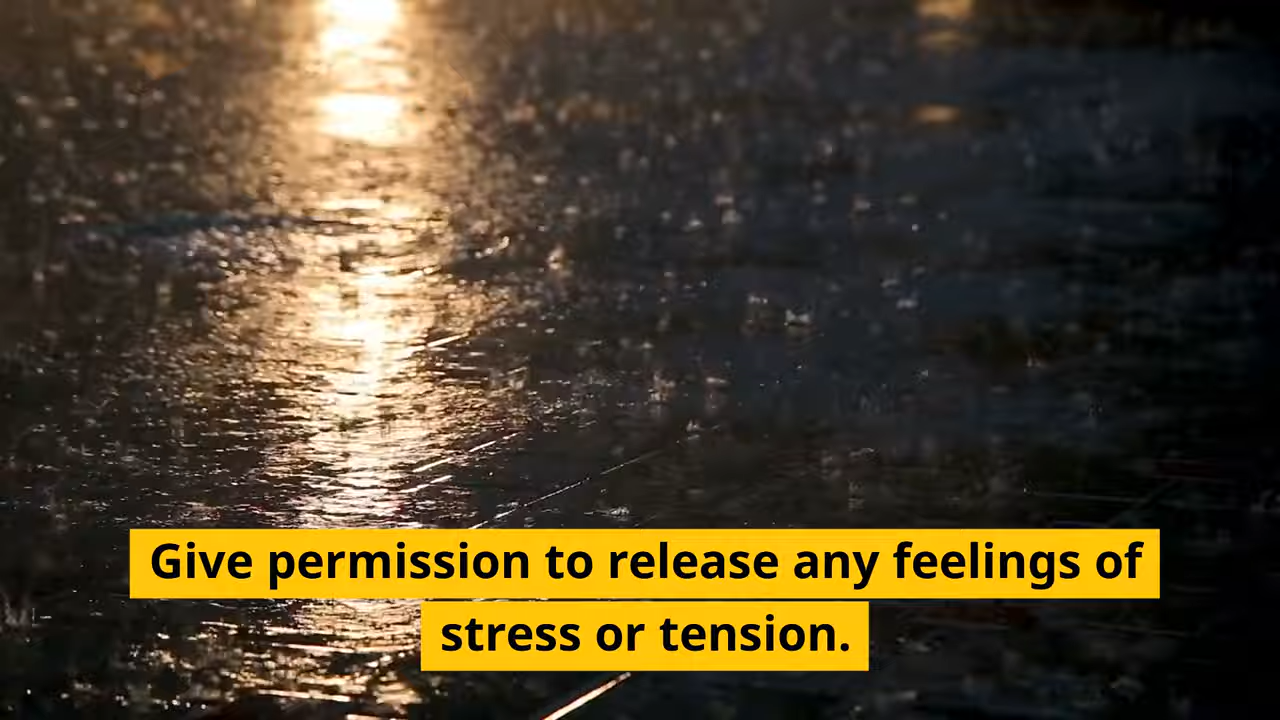 Give permission to release any feelings of
stress or tension.